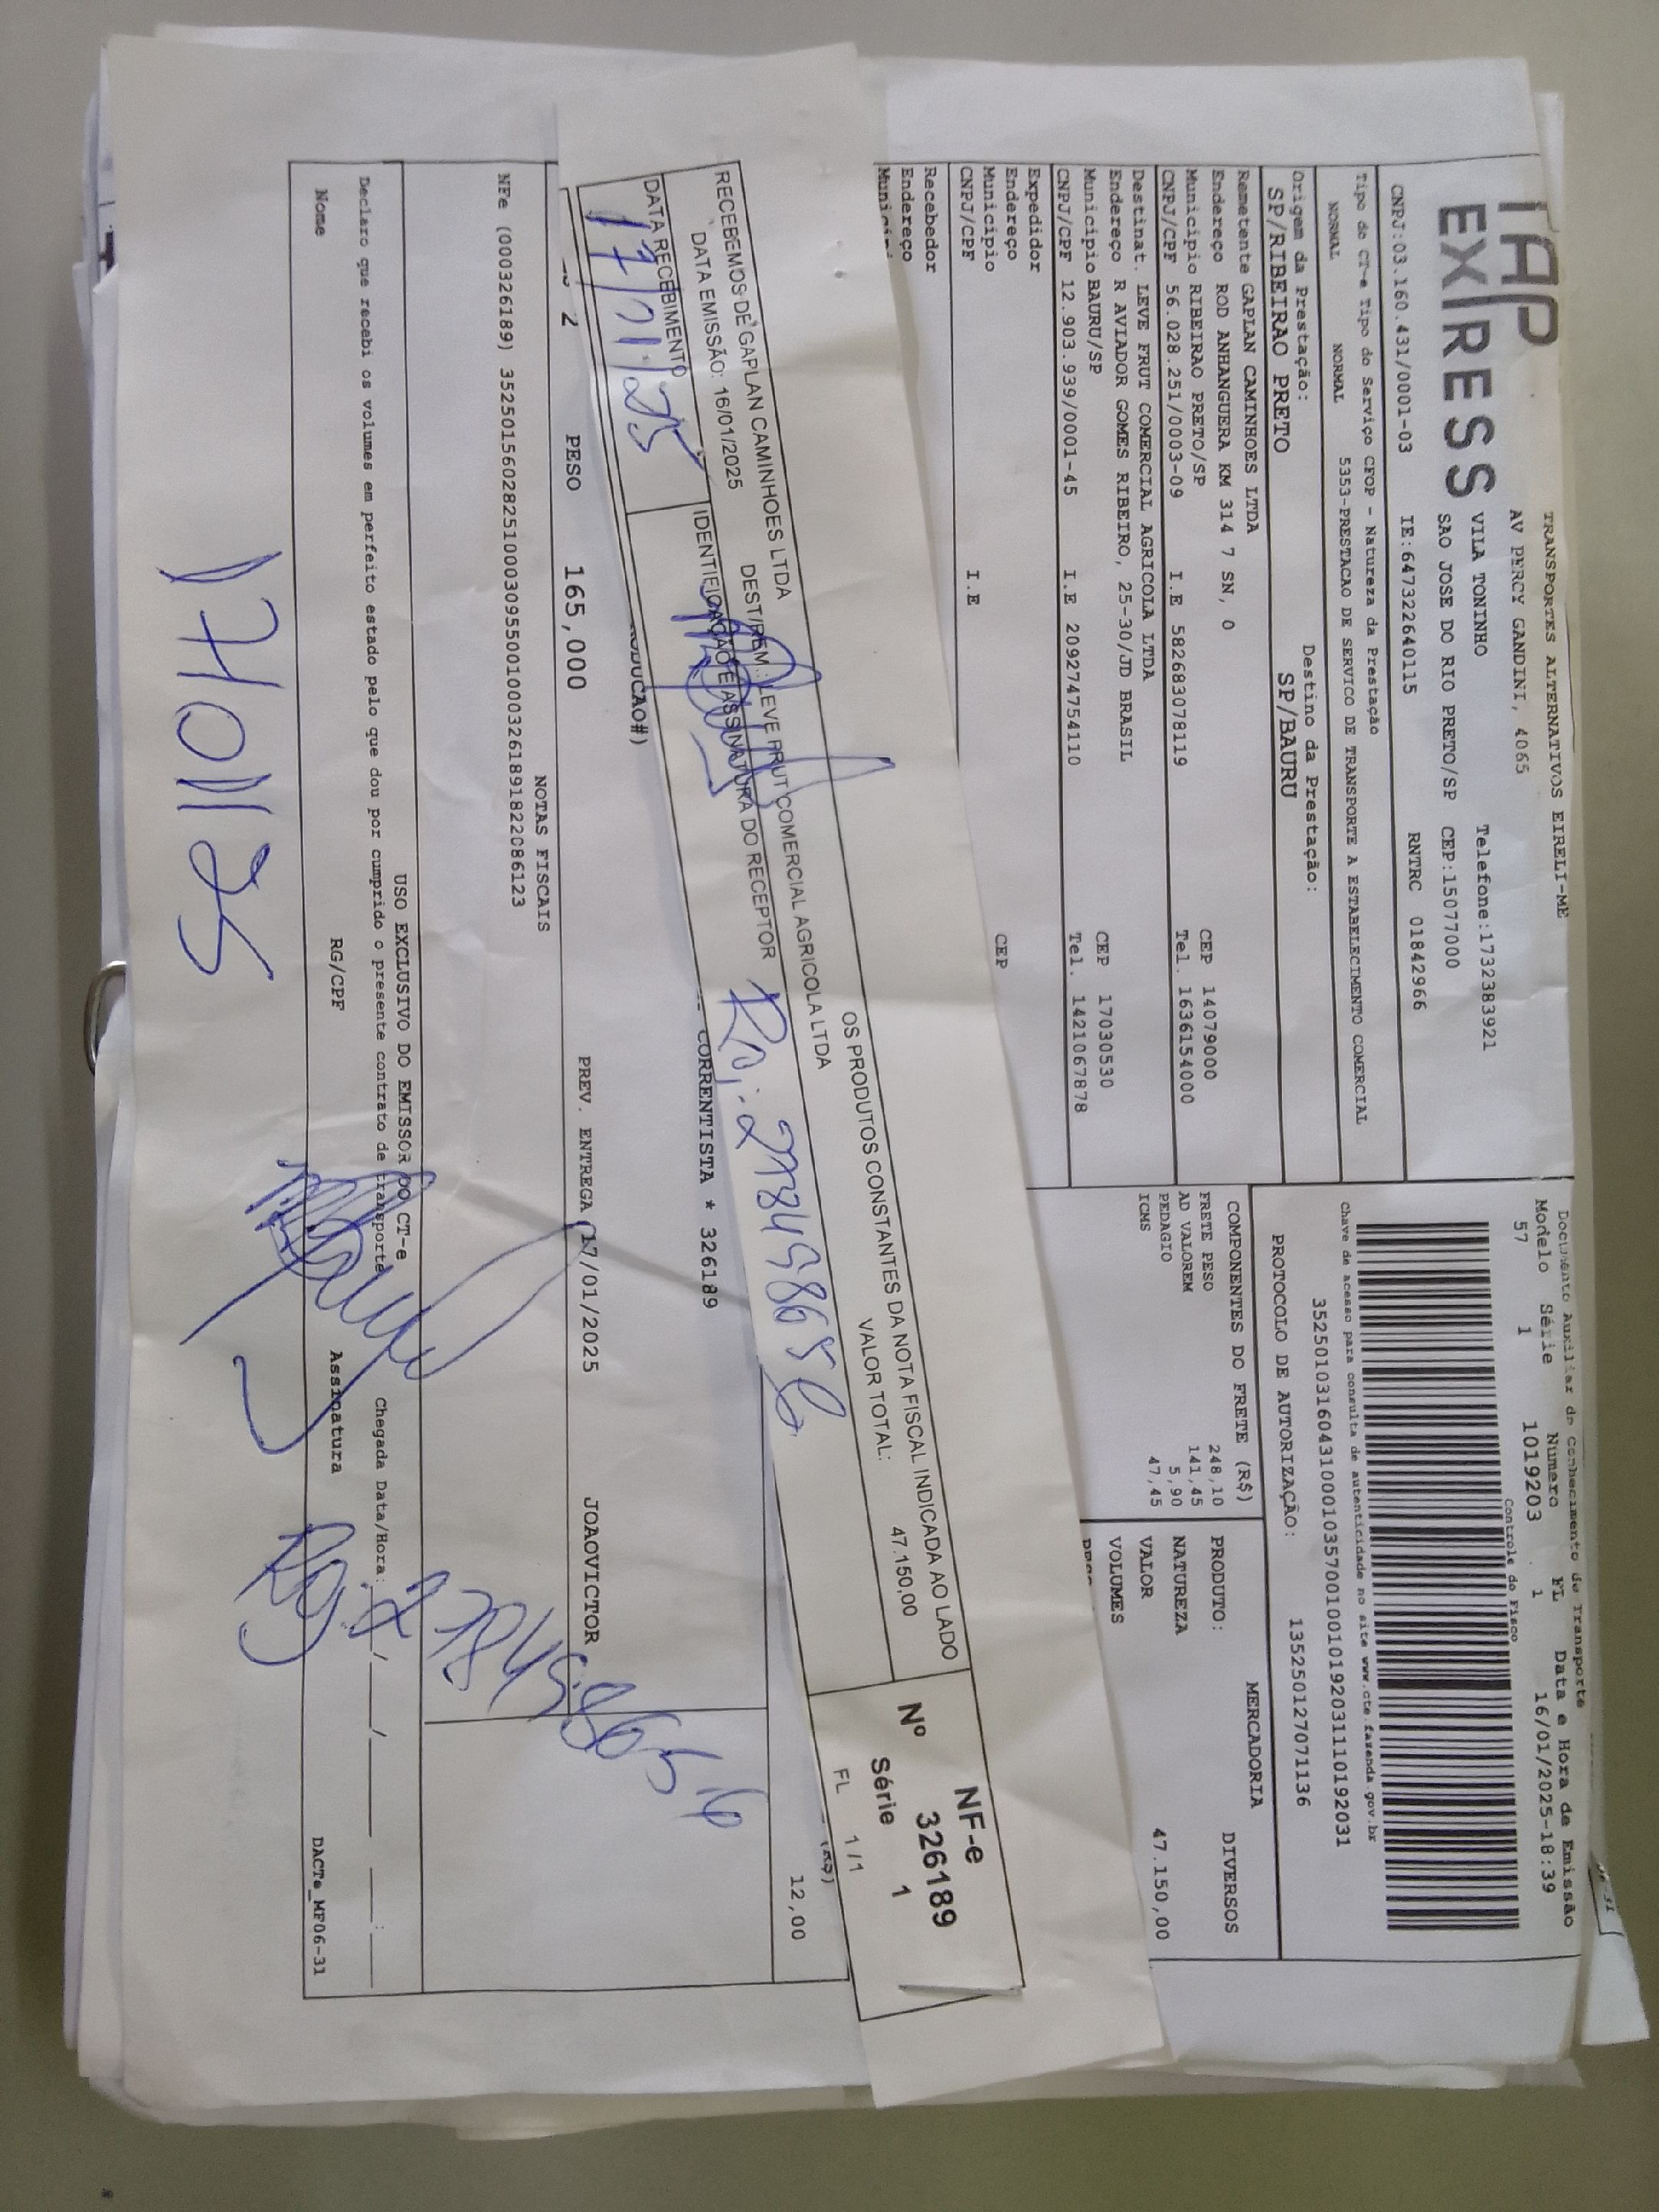 TAP
EXPRESS
TRANSPORTES ALTERNATIVOS EIRELI-ME
AV PERCY GANDINI, 4065
VILA TONINHO Telefone:1732383921
SAO JOSE DO RIO PRETO/SP CEP:15077000
CNPJ:03.160.431/0001-03 IE:647322640115 RNTRC 01842966
Documento Auxiliar de Conhecimento de Transporte
Modelo Série Numero FL Data e Hora de Emissão
57 1 1019203 1 16/01/2025-18:39
Controle do Fisco
Chave de acesso para consulta de autenticidade no site www.cte.fazenda.gov.br
35250103160431000103570010010192031110192031
PROTOCOLO DE AUTORIZAÇÃO: 135250127071136
Tipo do CT-e Tipo do Serviço CFOP - Natureza da Prestação
NORMAL NORMAL 5353-PRESTACAO DE SERVICO DE TRANSPORTE A ESTABELECIMENTO COMERCIAL
Origem da Prestação: Destino da Prestação:
SP/RIBEIRAO PRETO SP/BAURU
Remetente GAPLAN CAMINHOES LTDA
Endereço ROD ANHANGUERA KM 314 7 SN, 0 CEP 14079000
Municipio RIBEIRAO PRETO/SP Tel. 1636154000
CNPJ/CPF 56.028.251/0003-09 I.E 582683078119
Destinat. LEVE FRUT COMERCIAL AGRICOLA LTDA
Endereço R AVIADOR GOMES RIBEIRO, 25-30/JD BRASIL CEP 17030530
Municipio BAURU/SP Tel. 1421067878
CNPJ/CPF 12.903.939/0001-45 I.E 209274754110
Expedidor
Endereço
Municipio CEP
CNPJ/CPF I.E
Recebedor
Endereço
COMPONENTES DO FRETE (R$)
FRETE PESO 248,10
AD VALOREM 141,45
PEDAGIO 5,90
ICMS 47,45
MERCADORIA
PRODUTO: DIVERSOS
NATUREZA
VALOR 47.150,00
VOLUMES
RECEBEMOS DE GAPLAN CAMINHOES LTDA OS PRODUTOS CONSTANTES DA NOTA FISCAL INDICADA AO LADO
DATA EMISSÃO: 16/01/2025 DEST/REM.: LEVE FRUT COMERCIAL AGRICOLA LTDA VALOR TOTAL: 47.150,00
DATA RECEBIMENTO IDENTIFICAÇÃO E ASSINATURA DO RECEPTOR
17/1/25
NF-e
Nº 326189
Série 1
FL 1 / 1
12,00
CORRENTISTA * 326189
2 PESO 165,000 PREV. ENTREGA 17/01/2025 JOAOVICTOR
NOTAS FISCAIS
NFe (000326189) 35250156028251000309550010003261891822086123
USO EXCLUSIVO DO EMISSOR DO CT-e
Declaro que recebi os volumes em perfeito estado pelo que dou por cumprido o presente contrato de transporte Chegada Data/Hora: __/__/____ __:__
Nome RG/CPF Assinatura DACTe_MF06-31